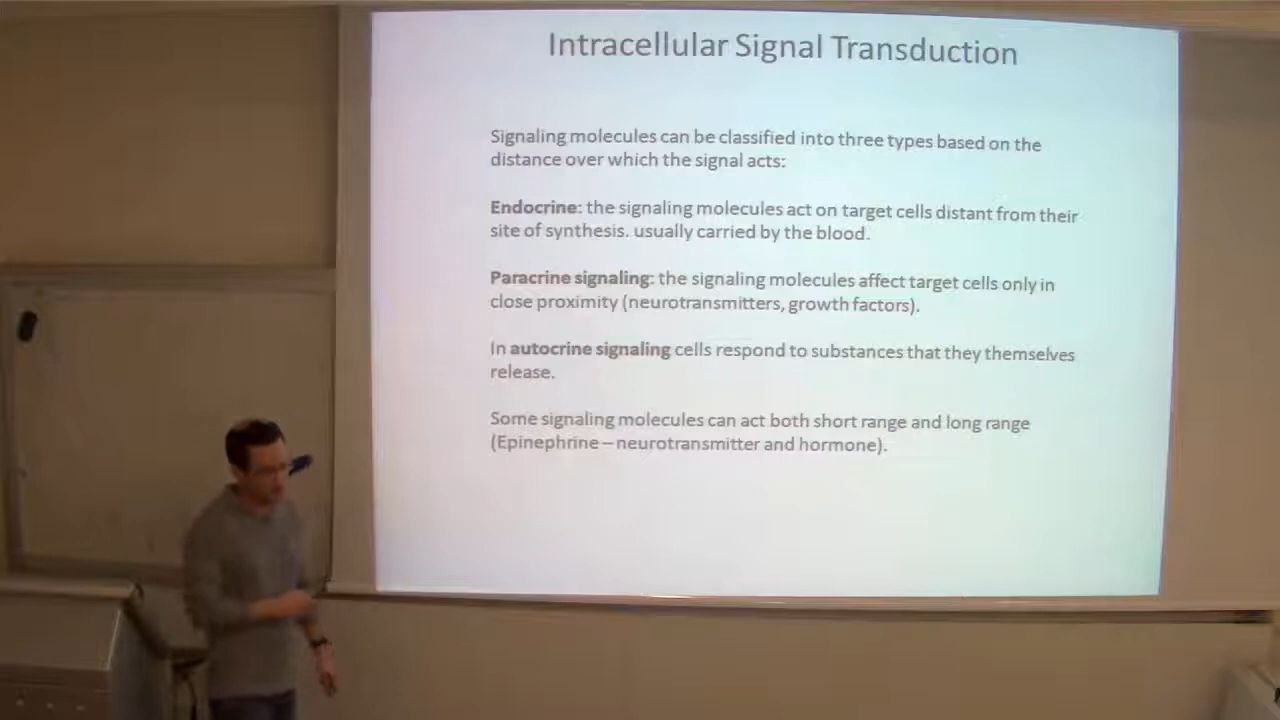 Intracellular Signal Transduction
Signaling molecules can be classified into three types based on the
distance over which the signal acts:
Endocrine: the signaling molecules act on target cells distant from their
site of synthesis. usually carried by the blood.
Paracrine signaling: the signaling molecules affect target cells only in
close proximity (neurotransmitters, growth factors).
In autocrine signaling cells respond to substances that they themselves
release.
Some signaling molecules can act both short range and long range
(Epinephrine – neurotransmitter and hormone).